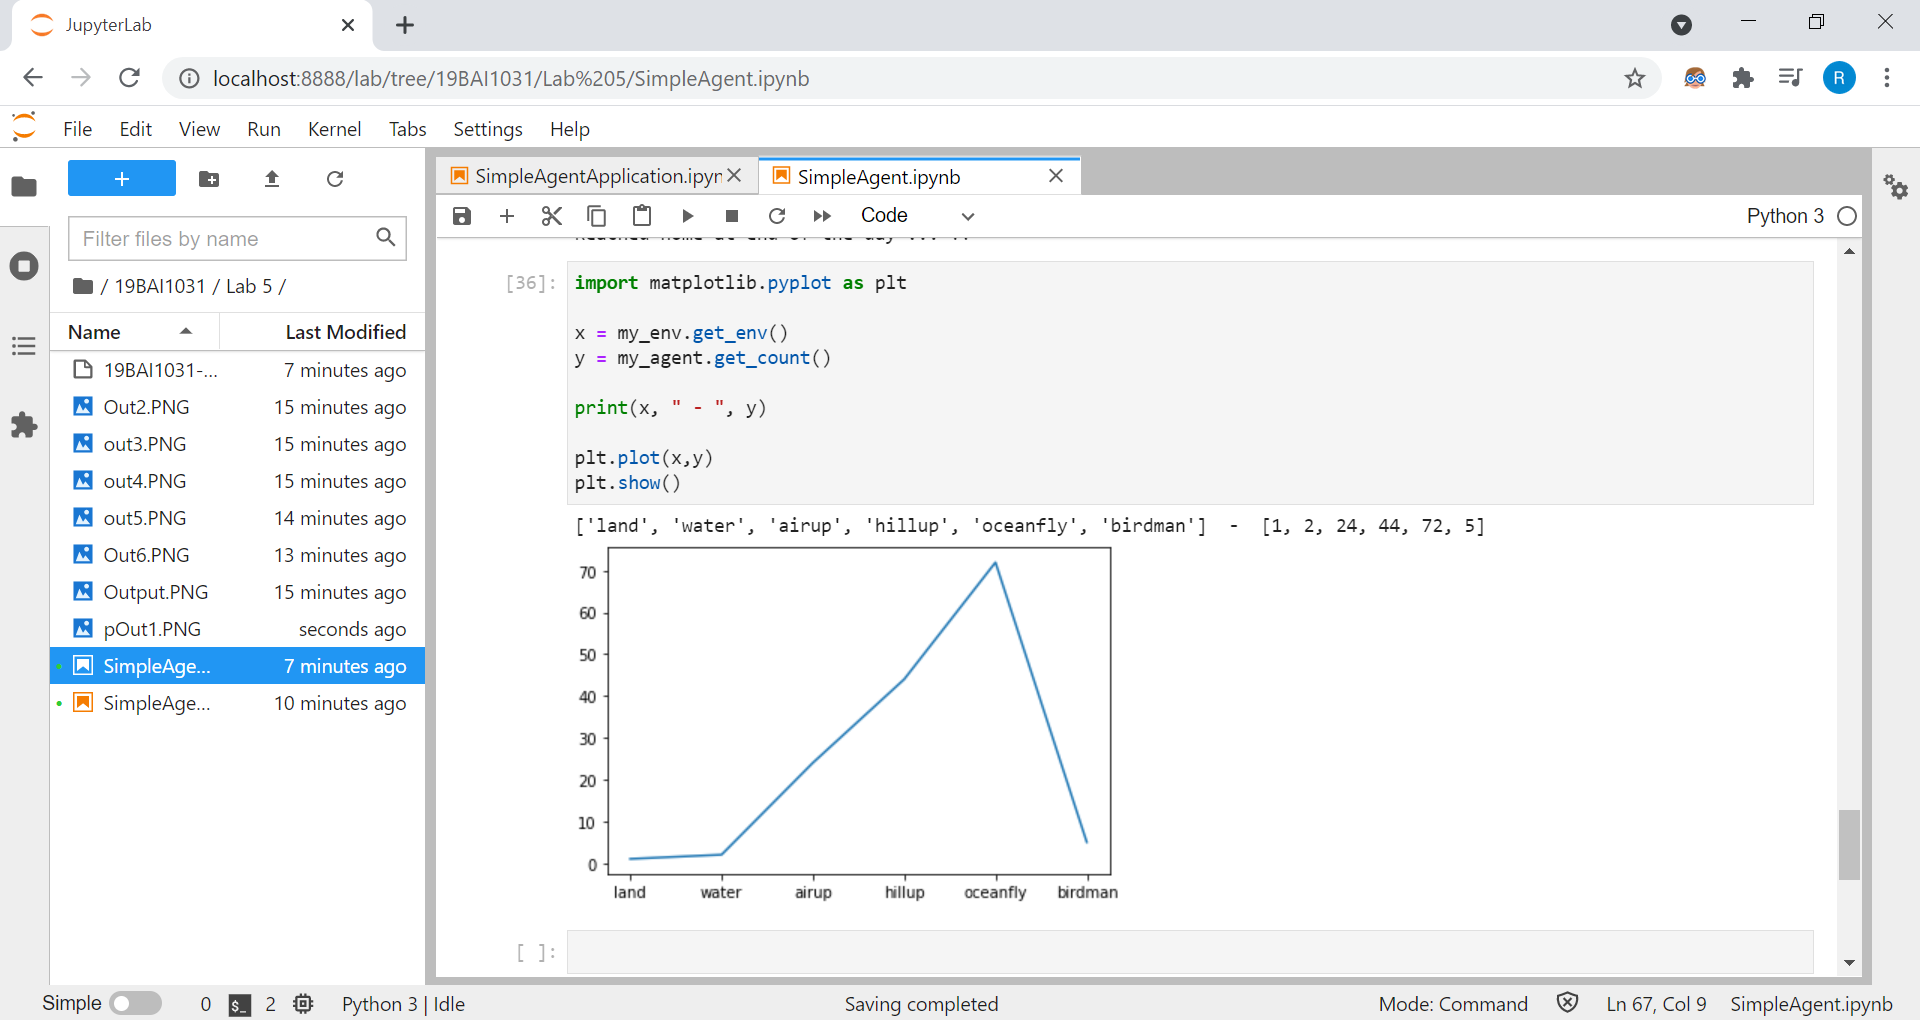 JupyterLab
localhost:8888/lab/tree/19BAI1031/Lab%205/SimpleAgent.ipynb
R
File Edit View Run Kernel Tabs Settings Help
+
Filter files by name
/ 19BAI1031 / Lab 5 /
Name Last Modified
19BAI1031-... 7 minutes ago
Out2.PNG 15 minutes ago
out3.PNG 15 minutes ago
out4.PNG 15 minutes ago
out5.PNG 14 minutes ago
Out6.PNG 13 minutes ago
Output.PNG 15 minutes ago
pOut1.PNG seconds ago
SimpleAge... 7 minutes ago
SimpleAge... 10 minutes ago
SimpleAgentApplication.ipyn SimpleAgent.ipynb
Code Python 3
[36]: import matplotlib.pyplot as plt
x = my_env.get_env()
y = my_agent.get_count()
print(x, " - ", y)
plt.plot(x,y)
plt.show()
['land', 'water', 'airup', 'hillup', 'oceanfly', 'birdman']  -  [1, 2, 24, 44, 72, 5]
70
60
50
40
30
20
10
0
land water airup hillup oceanfly birdman
[ ]:
Simple 0 $_ 2 Python 3 | Idle Saving completed Mode: Command Ln 67, Col 9 SimpleAgent.ipynb